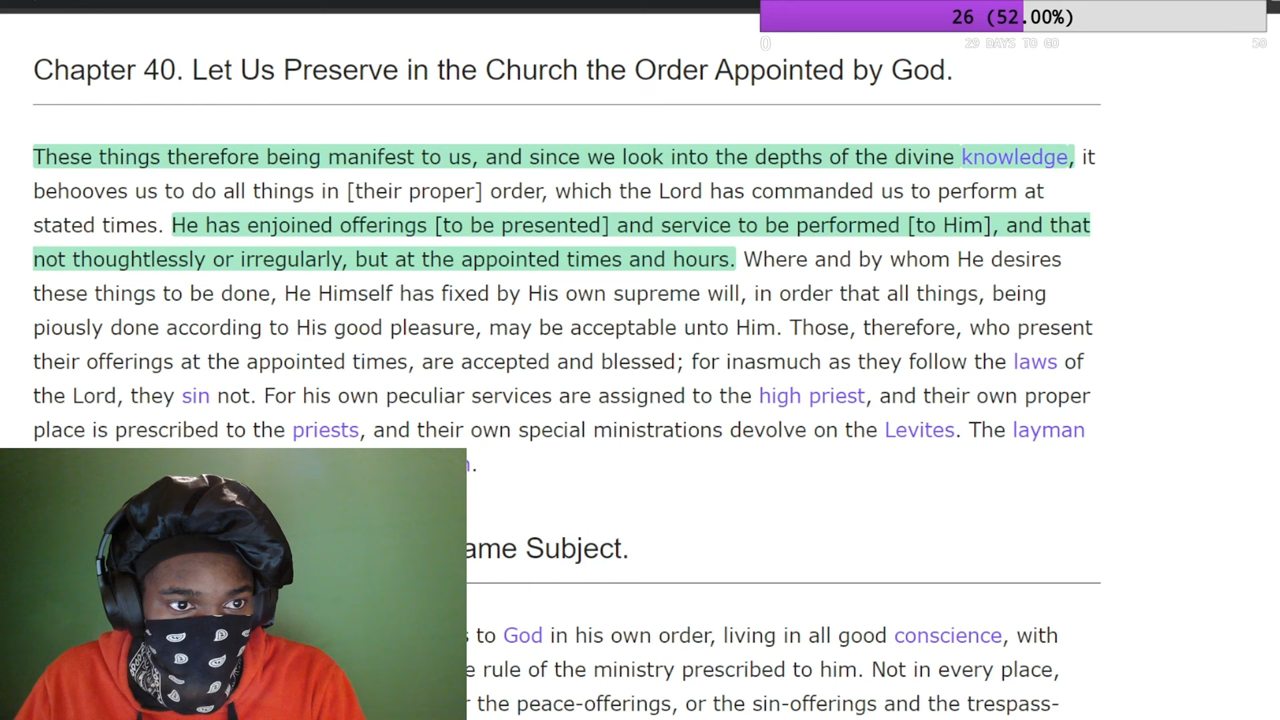 26 (52.00%)
0
29 DAYS TO GO
50
Chapter 40. Let Us Preserve in the Church the Order Appointed by God.
These things therefore being manifest to us, and since we look into the depths of the divine knowledge, it
behooves us to do all things in [their proper] order, which the Lord has commanded us to perform at
stated times. He has enjoined offerings [to be presented] and service to be performed [to Him], and that
not thoughtlessly or irregularly, but at the appointed times and hours. Where and by whom He desires
these things to be done, He Himself has fixed by His own supreme will, in order that all things, being
piously done according to His good pleasure, may be acceptable unto Him. Those, therefore, who present
their offerings at the appointed times, are accepted and blessed; for inasmuch as they follow the laws of
the Lord, they sin not. For his own peculiar services are assigned to the high priest, and their own proper
place is prescribed to the priests, and their own special ministrations devolve on the Levites. The layman
ame Subject.
to God in his own order, living in all good conscience, with
rule of the ministry prescribed to him. Not in every place,
the peace-offerings, or the sin-offerings and the trespass-